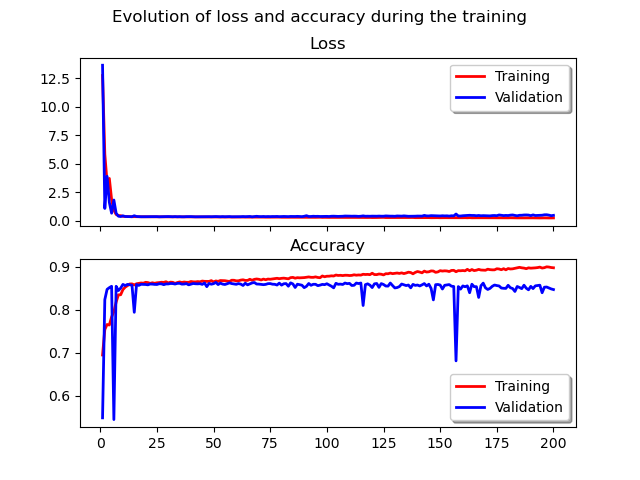 Evolution of loss and accuracy during the training
Loss
12.5
10.0
7.5
5.0
2.5
0.0
Training
Validation
Accuracy
0.9
0.8
0.7
0.6
Training
Validation
0 25 50 75 100 125 150 175 200